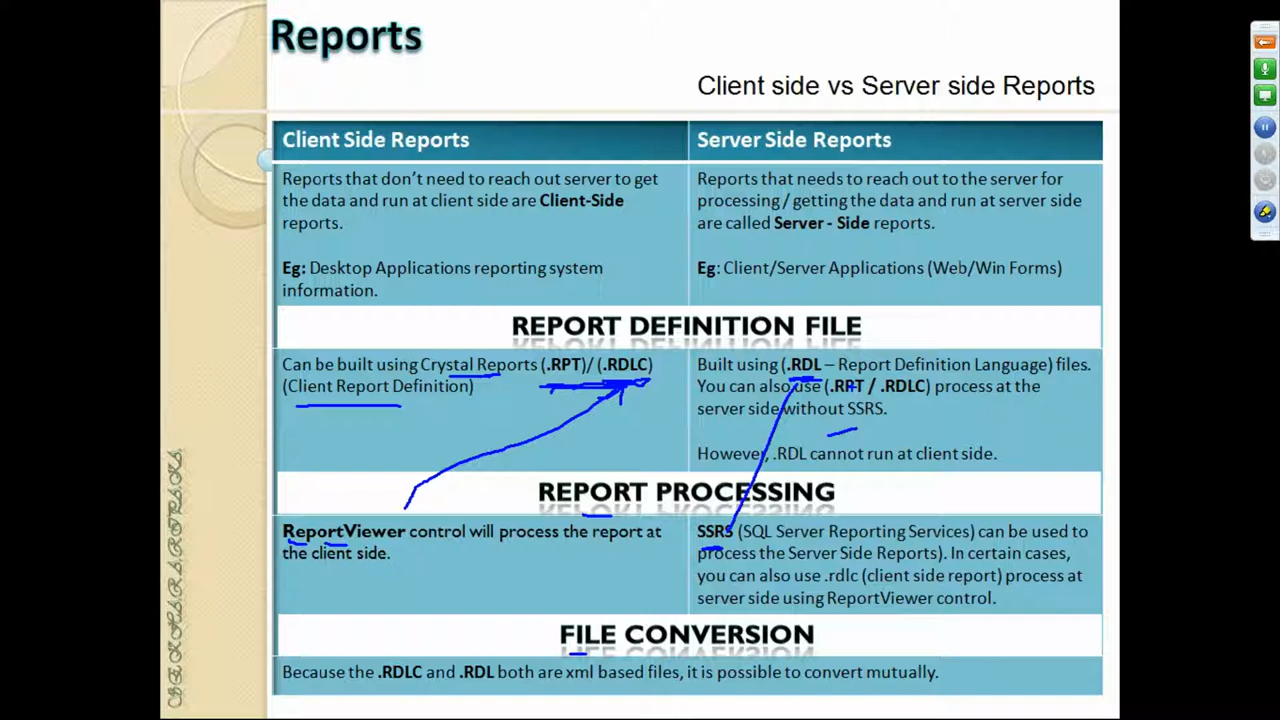 Reports
Client side vs Server side Reports
Client Side Reports
Server Side Reports
Reports that don't need to reach out server to get
the data and run at client side are Client-Side
reports.
Eg: Desktop Applications reporting system
information.
Reports that needs to reach out to the server for
processing/ getting the data and run at server side
are called Server - Side reports.
Eg: Client/Server Applications (Web/Win Forms)
REPORT DEFINITION FILE
Can be built using Crystal Reports (.RPT)/ (.RDLC)
(Client Report Definition)
Built using (.RDL – Report Definition Language) files.
You can also use (.RPT / .RDLC) process at the
server side without SSRS.
However, .RDL cannot run at client side.
REPORT PROCESSING
ReportViewer control will process the report at
the client side.
SSRS (SQL Server Reporting Services) can be used to
process the Server Side Reports). In certain cases,
you can also use .rdlc (client side report) process at
server side using ReportViewer control.
FILE CONVERSION
Because the .RDLC and .RDL both are xml based files, it is possible to convert mutually.